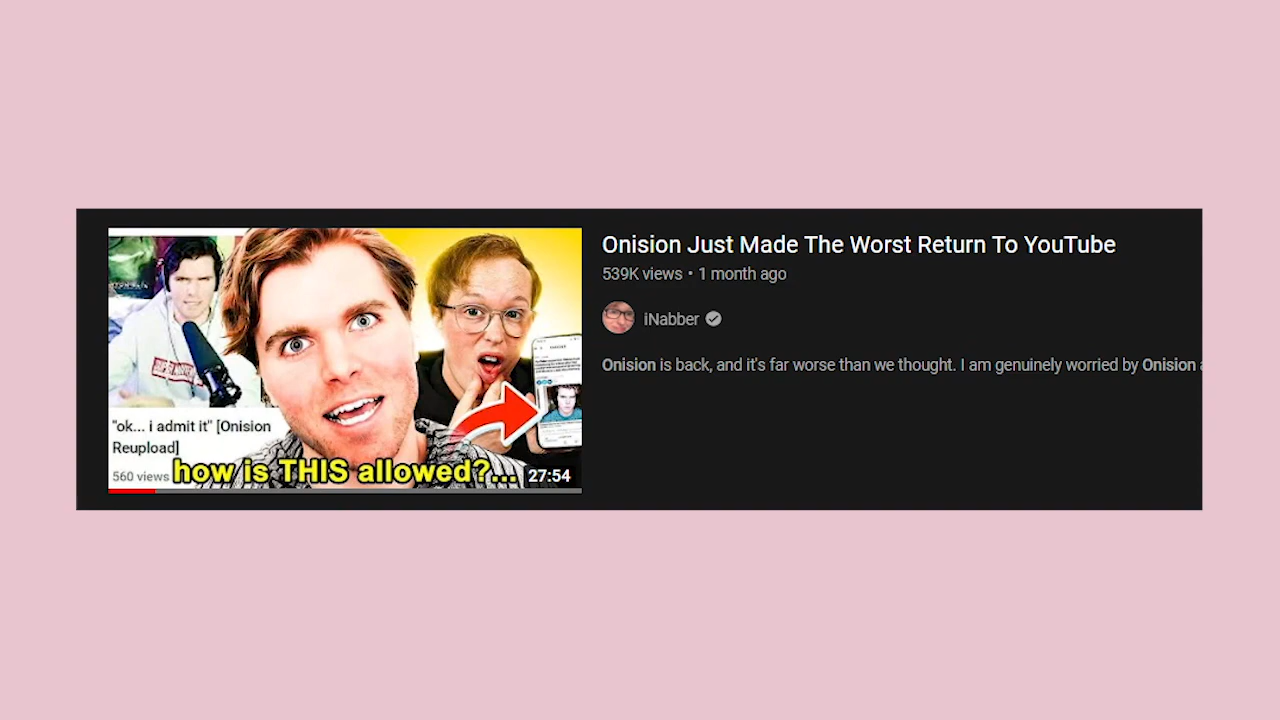 Onision Just Made The Worst Return To YouTube
539K views • 1 month ago
iNabber
Onision is back, and it's far worse than we thought. I am genuinely worried by Onision
"ok... i admit it" [Onision
Reupload]
560 views
how is THIS allowed?...
27:54